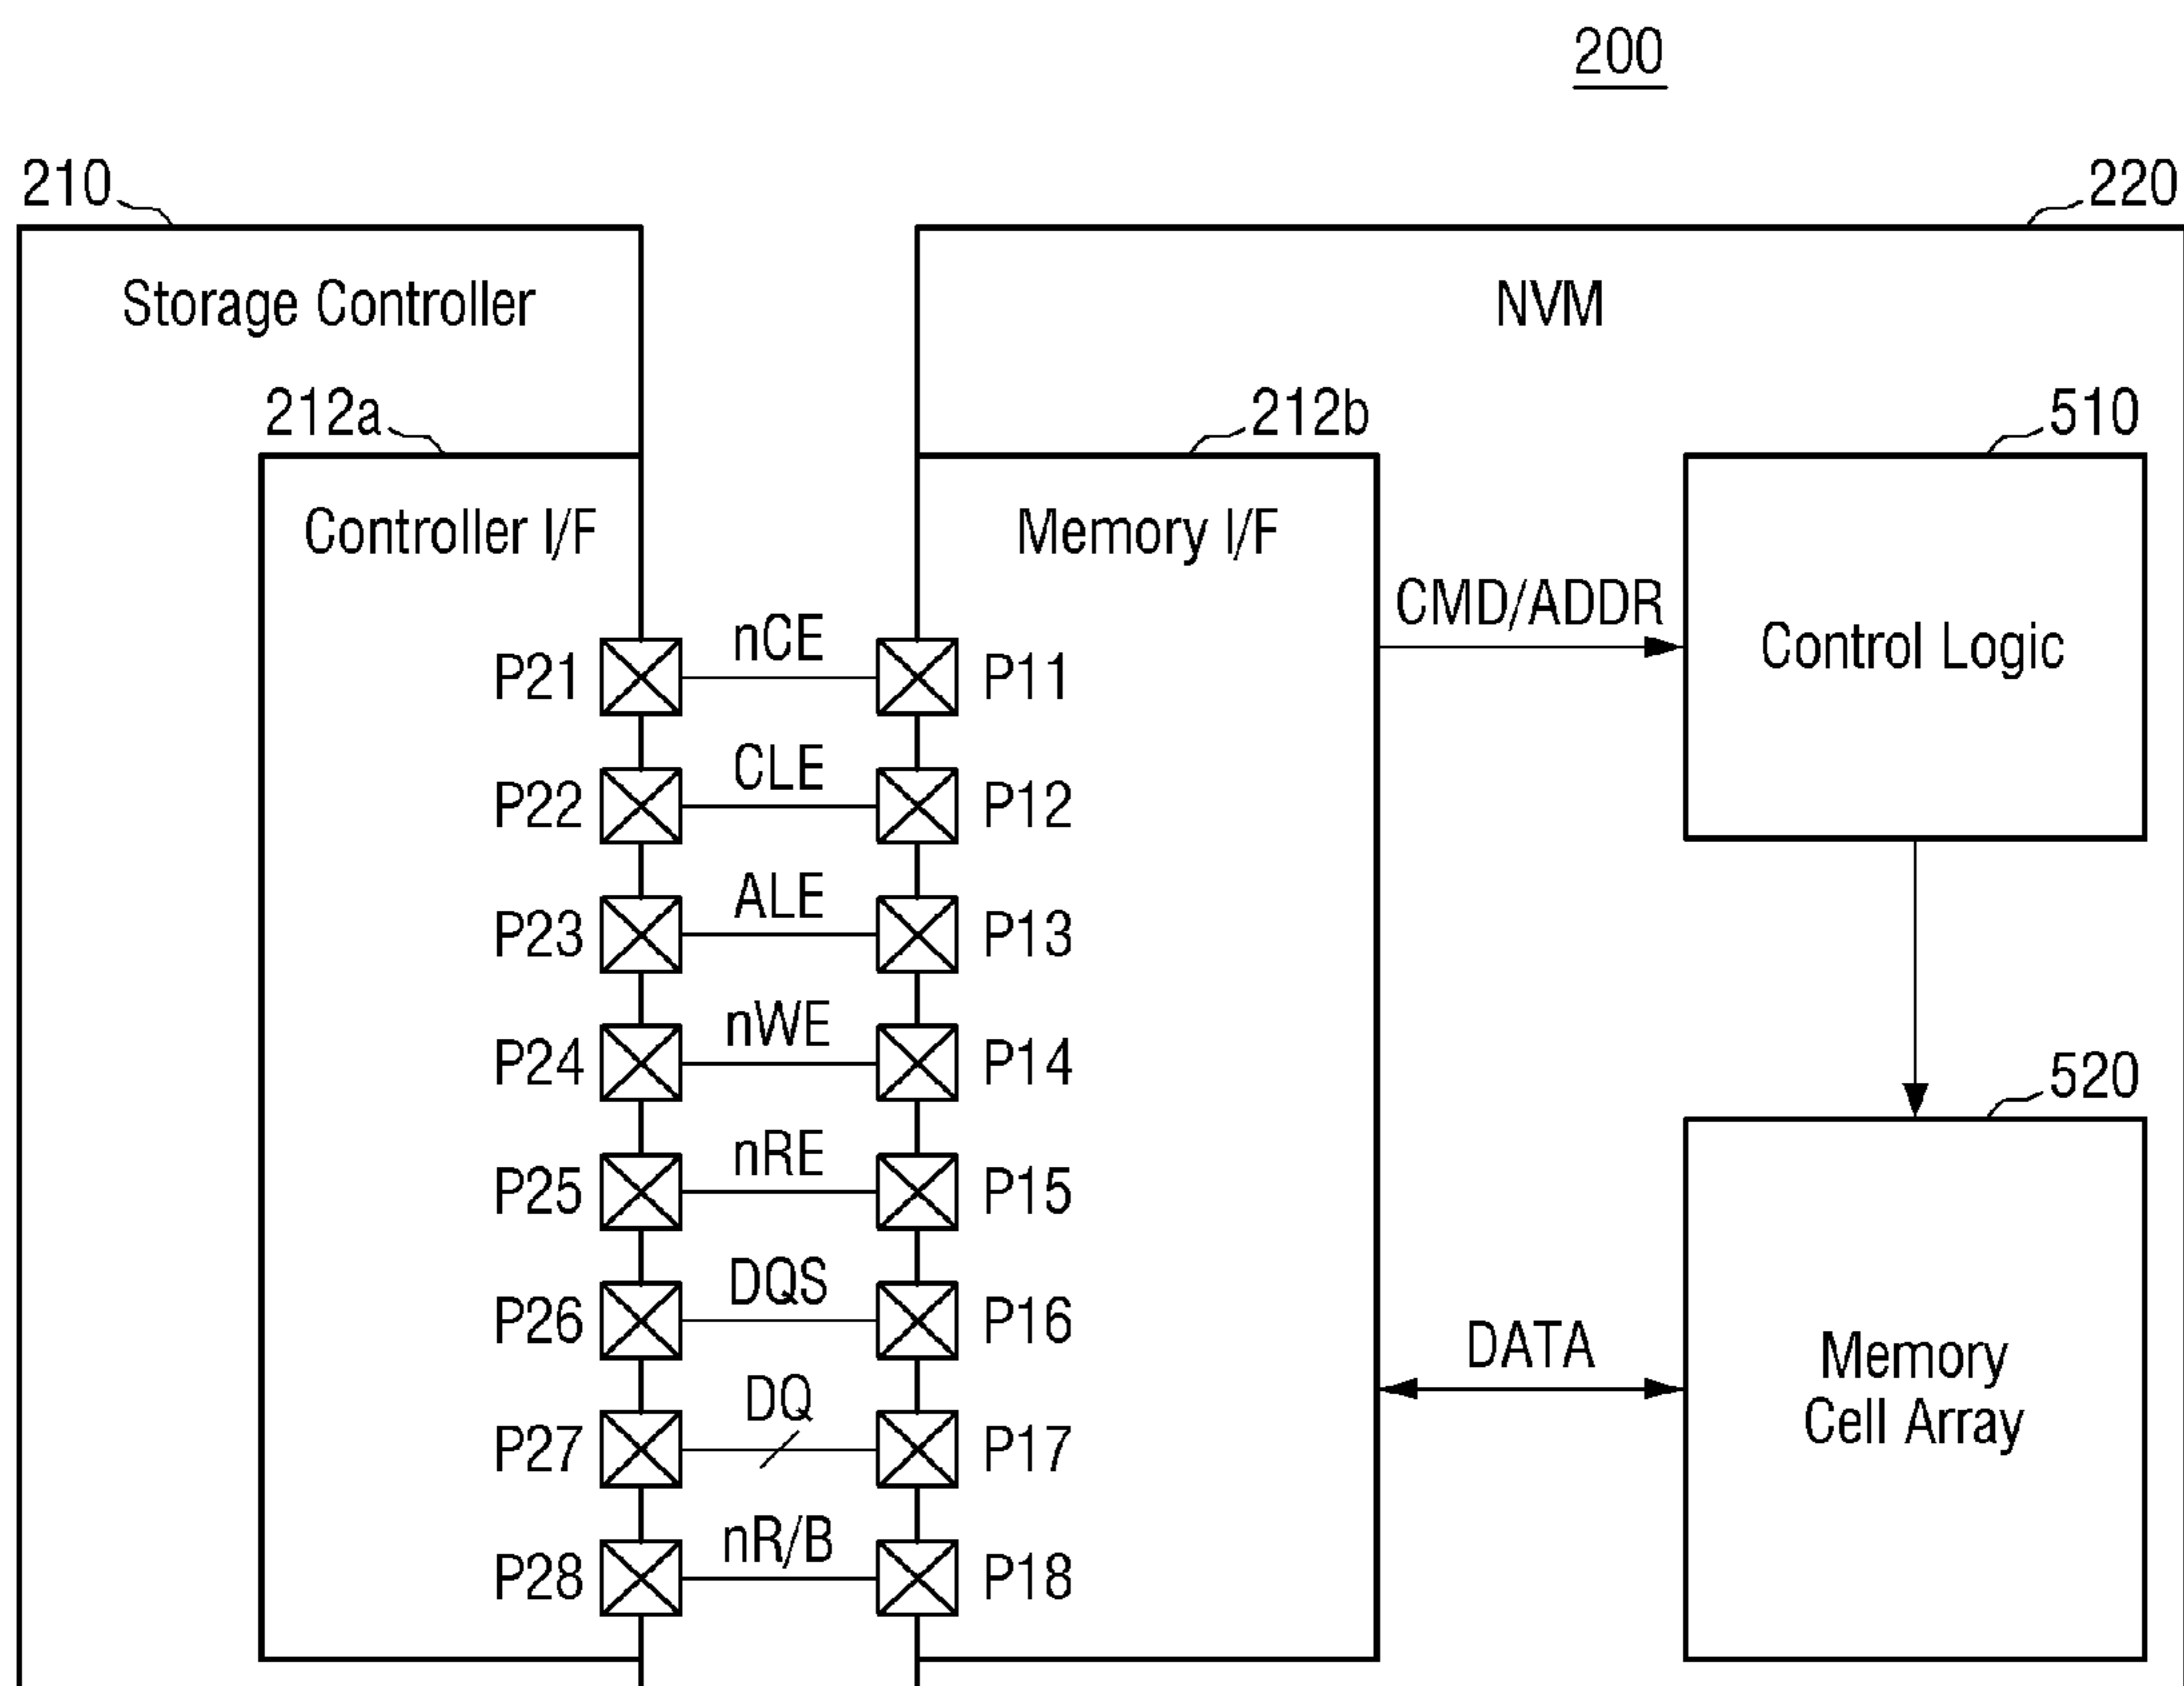 200
210
220
Storage Controller
NVM
212a
212b
510
Controller I/F
Memory I/F
CMD/ADDR
Control Logic
P21 nCE P11
P22 CLE P12
P23 ALE P13
P24 nWE P14
520
P25 nRE P15
P26 DQS P16
DATA
Memory
Cell Array
P27 DQ P17
P28 nR/B P18